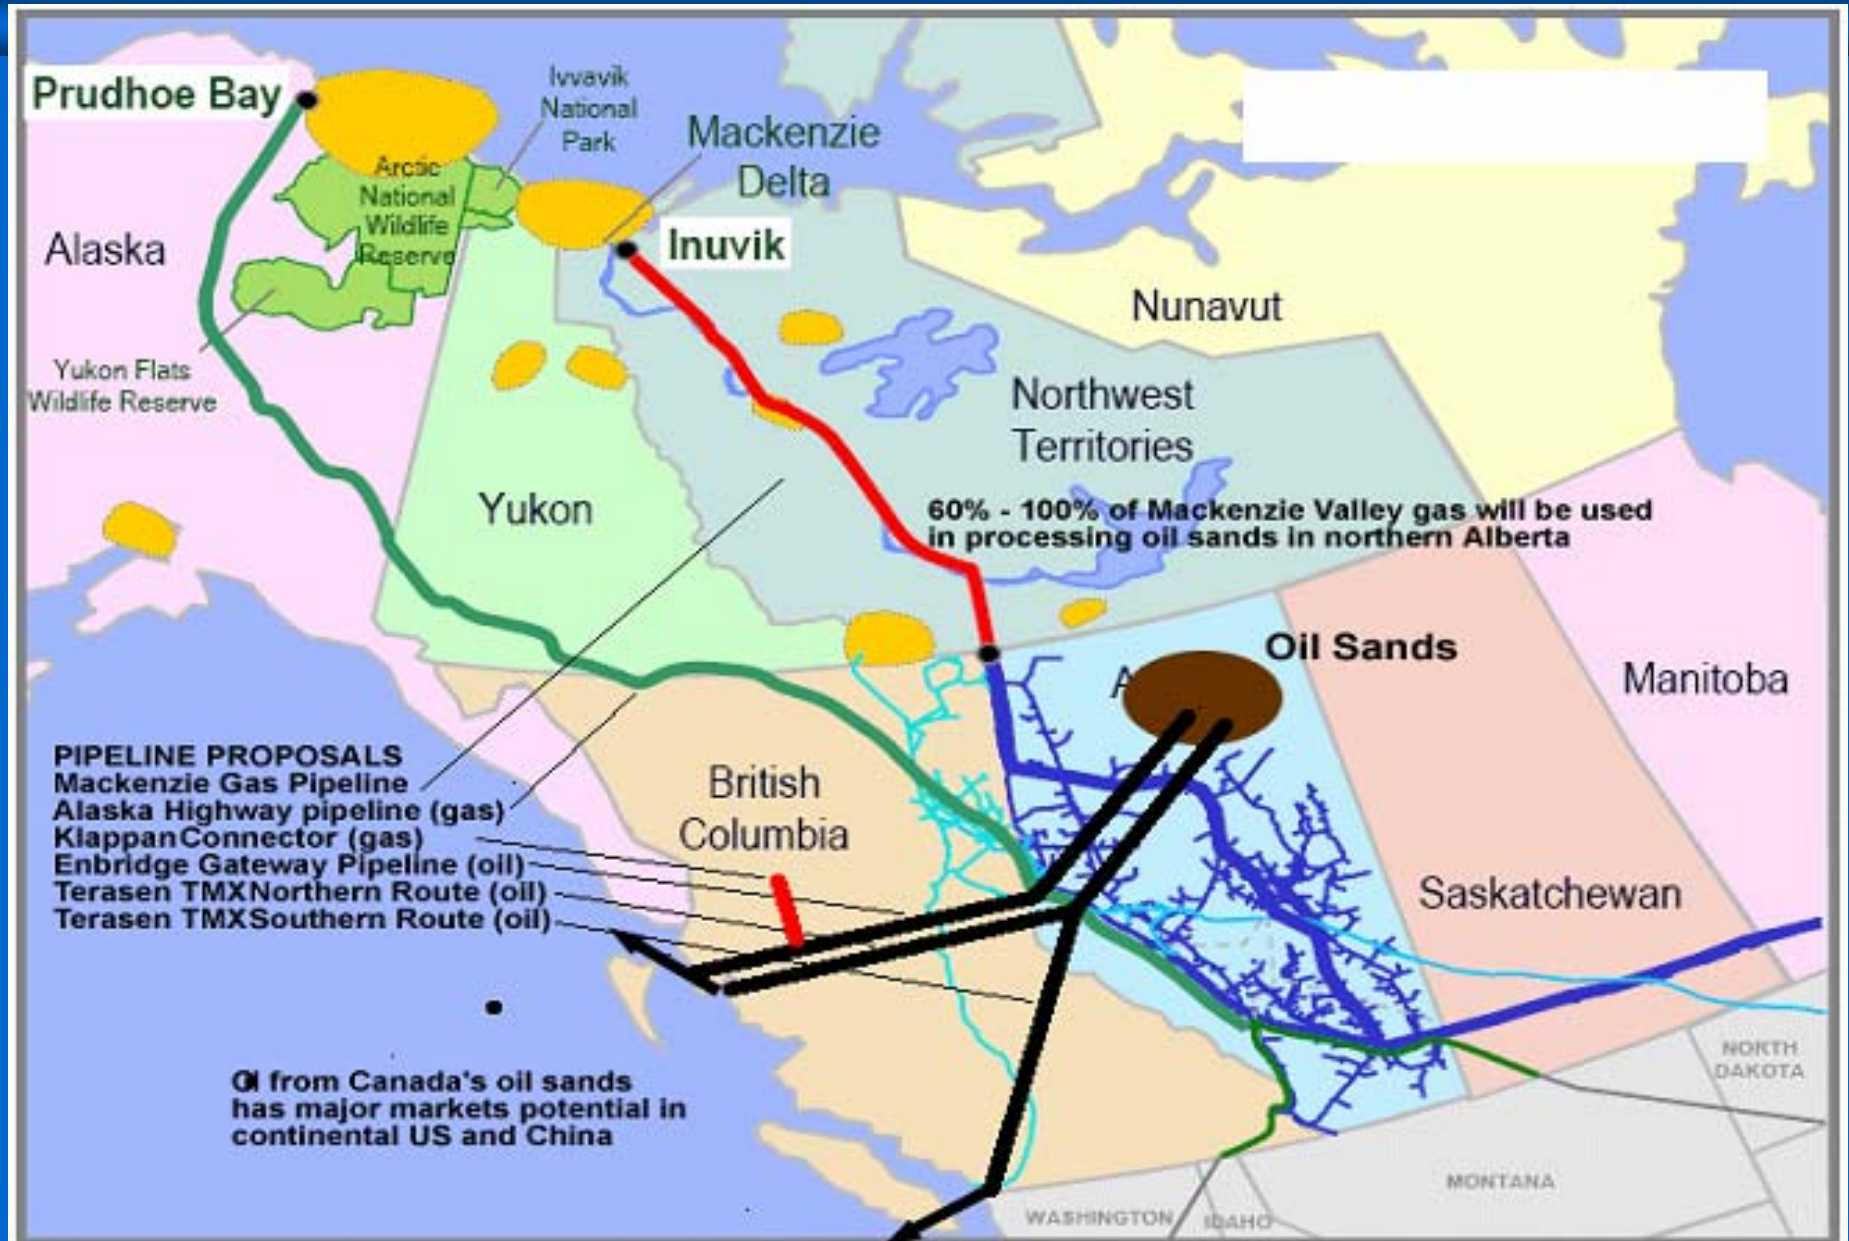 Prudhoe Bay
Ivvavik
National
Park
Mackenzie
Delta
Arctic
National
Wildlife
Reserve
Alaska
Inuvik
Nunavut
Yukon Flats
Wildlife Reserve
Northwest
Territories
Yukon
60% - 100% of Mackenzie Valley gas will be used
in processing oil sands in northern Alberta
Oil Sands
A
Manitoba
PIPELINE PROPOSALS
Mackenzie Gas Pipeline
Alaska Highway pipeline (gas)
KlappanConnector (gas)
Enbridge Gateway Pipeline (oil)
Terasen TMXNorthern Route (oil)
Terasen TMXSouthern Route (oil)
British
Columbia
Saskatchewan
NORTH
DAKOTA
Oil from Canada's oil sands
has major markets potential in
continental US and China
MONTANA
WASHINGTON
IDAHO